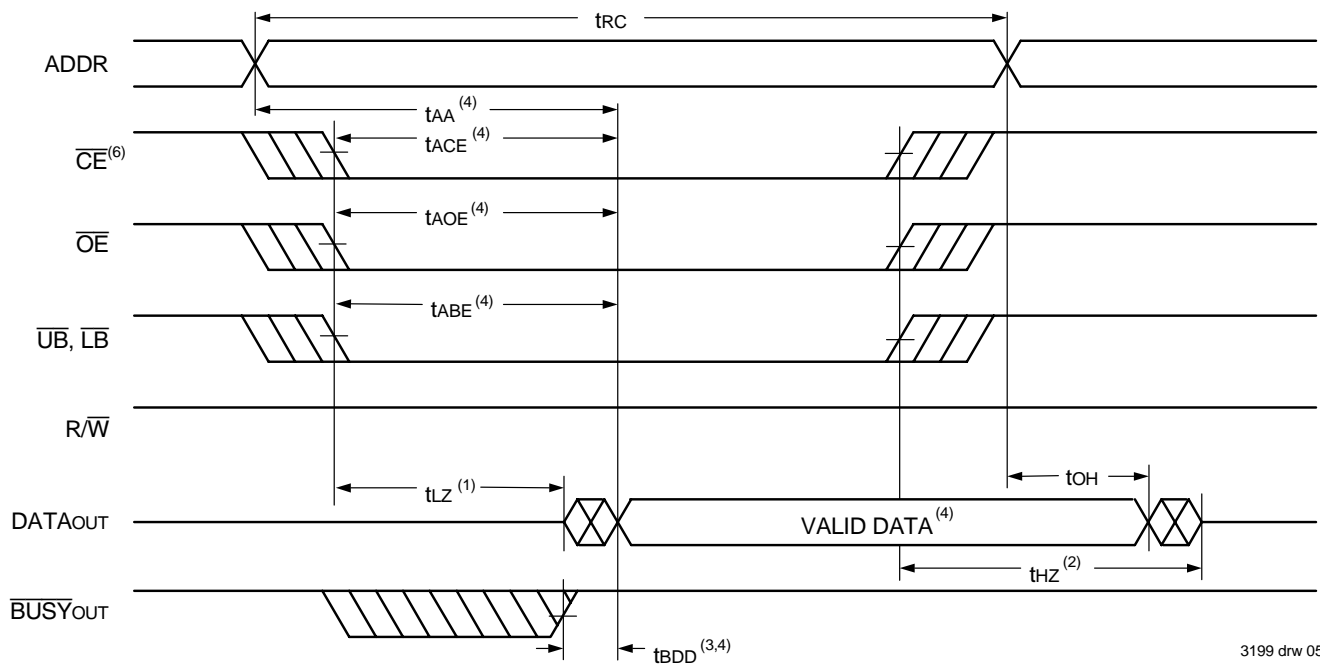 tRC
ADDR
tAA (4)
CE(6)
tACE (4)
OE
tAOE (4)
UB, LB
tABE (4)
R/W
tLZ (1)
tOH
DATAOUT
VALID DATA(4)
tHZ (2)
BUSYOUT
tBDD (3,4)
3199 drw 05